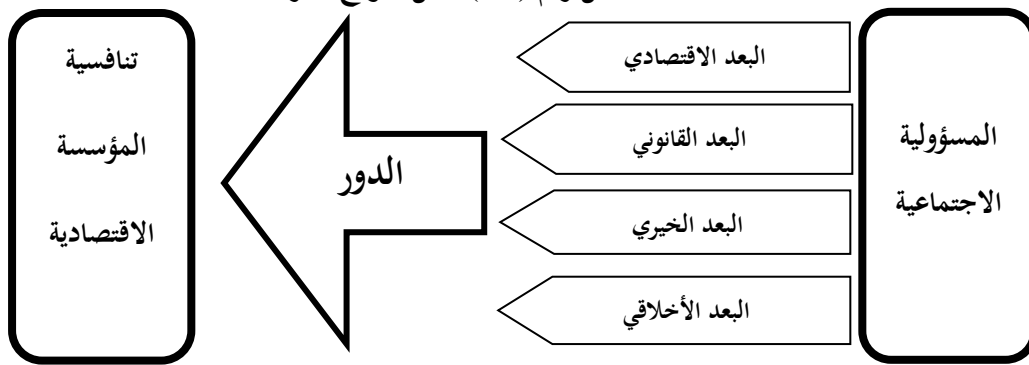 المسؤولية
الاجتماعية
البعد الاقتصادي
البعد القانوني
البعد الخيري
البعد الأخلاقي
الدور
تنافسية
المؤسسة
الاقتصادية